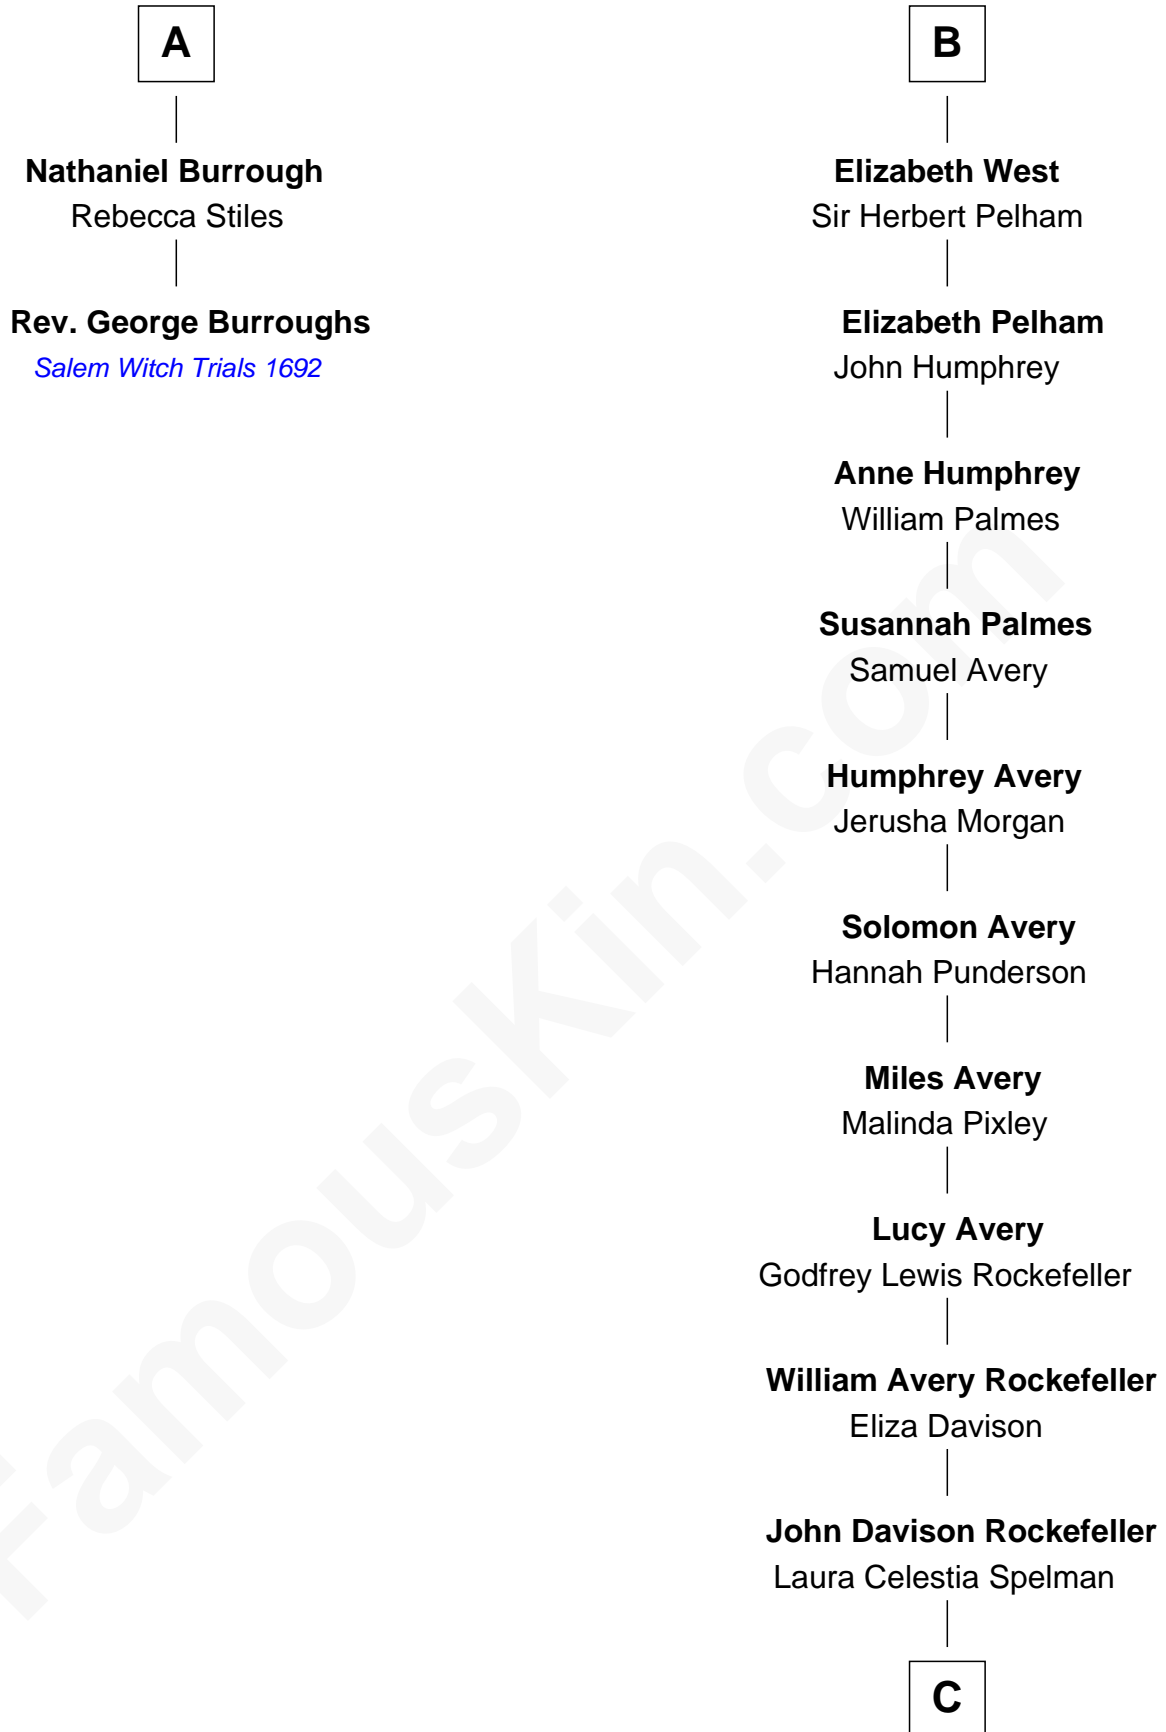 A
Nathaniel Burrough
Rebecca Stiles
Rev. George Burroughs
Salem Witch Trials 1692
B
Elizabeth West
Sir Herbert Pelham
Elizabeth Pelham
John Humphrey
Anne Humphrey
William Palmes
Susannah Palmes
Samuel Avery
Humphrey Avery
Jerusha Morgan
Solomon Avery
Hannah Punderson
Miles Avery
Malinda Pixley
Lucy Avery
Godfrey Lewis Rockefeller
William Avery Rockefeller
Eliza Davison
John Davison Rockefeller
Laura Celestia Spelman
C
FamousKin.com